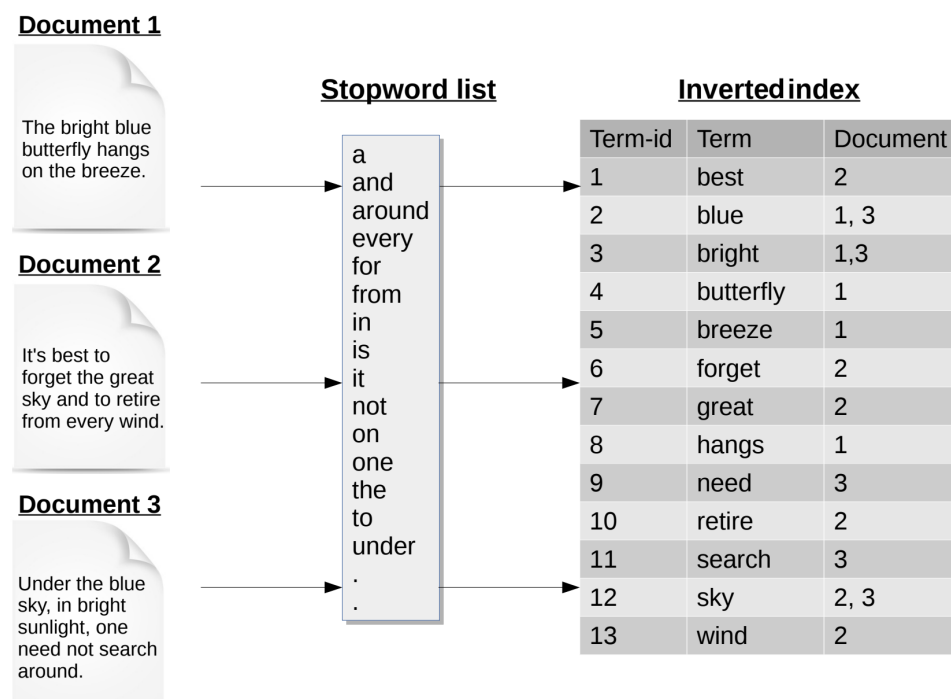 Document 1
The bright blue
butterfly hangs
on the breeze.
Document 2
It's best to
forget the great
sky and to retire
from every wind.
Document 3
Under the blue
sky, in bright
sunlight, one
need not search
around.
Stopword list
a
and
around
every
for
from
in
is
it
not
on
one
the
to
under
.
.
Inverted index
Term-id Term Document
1 best 2
2 blue 1, 3
3 bright 1,3
4 butterfly 1
5 breeze 1
6 forget 2
7 great 2
8 hangs 1
9 need 3
10 retire 2
11 search 3
12 sky 2, 3
13 wind 2